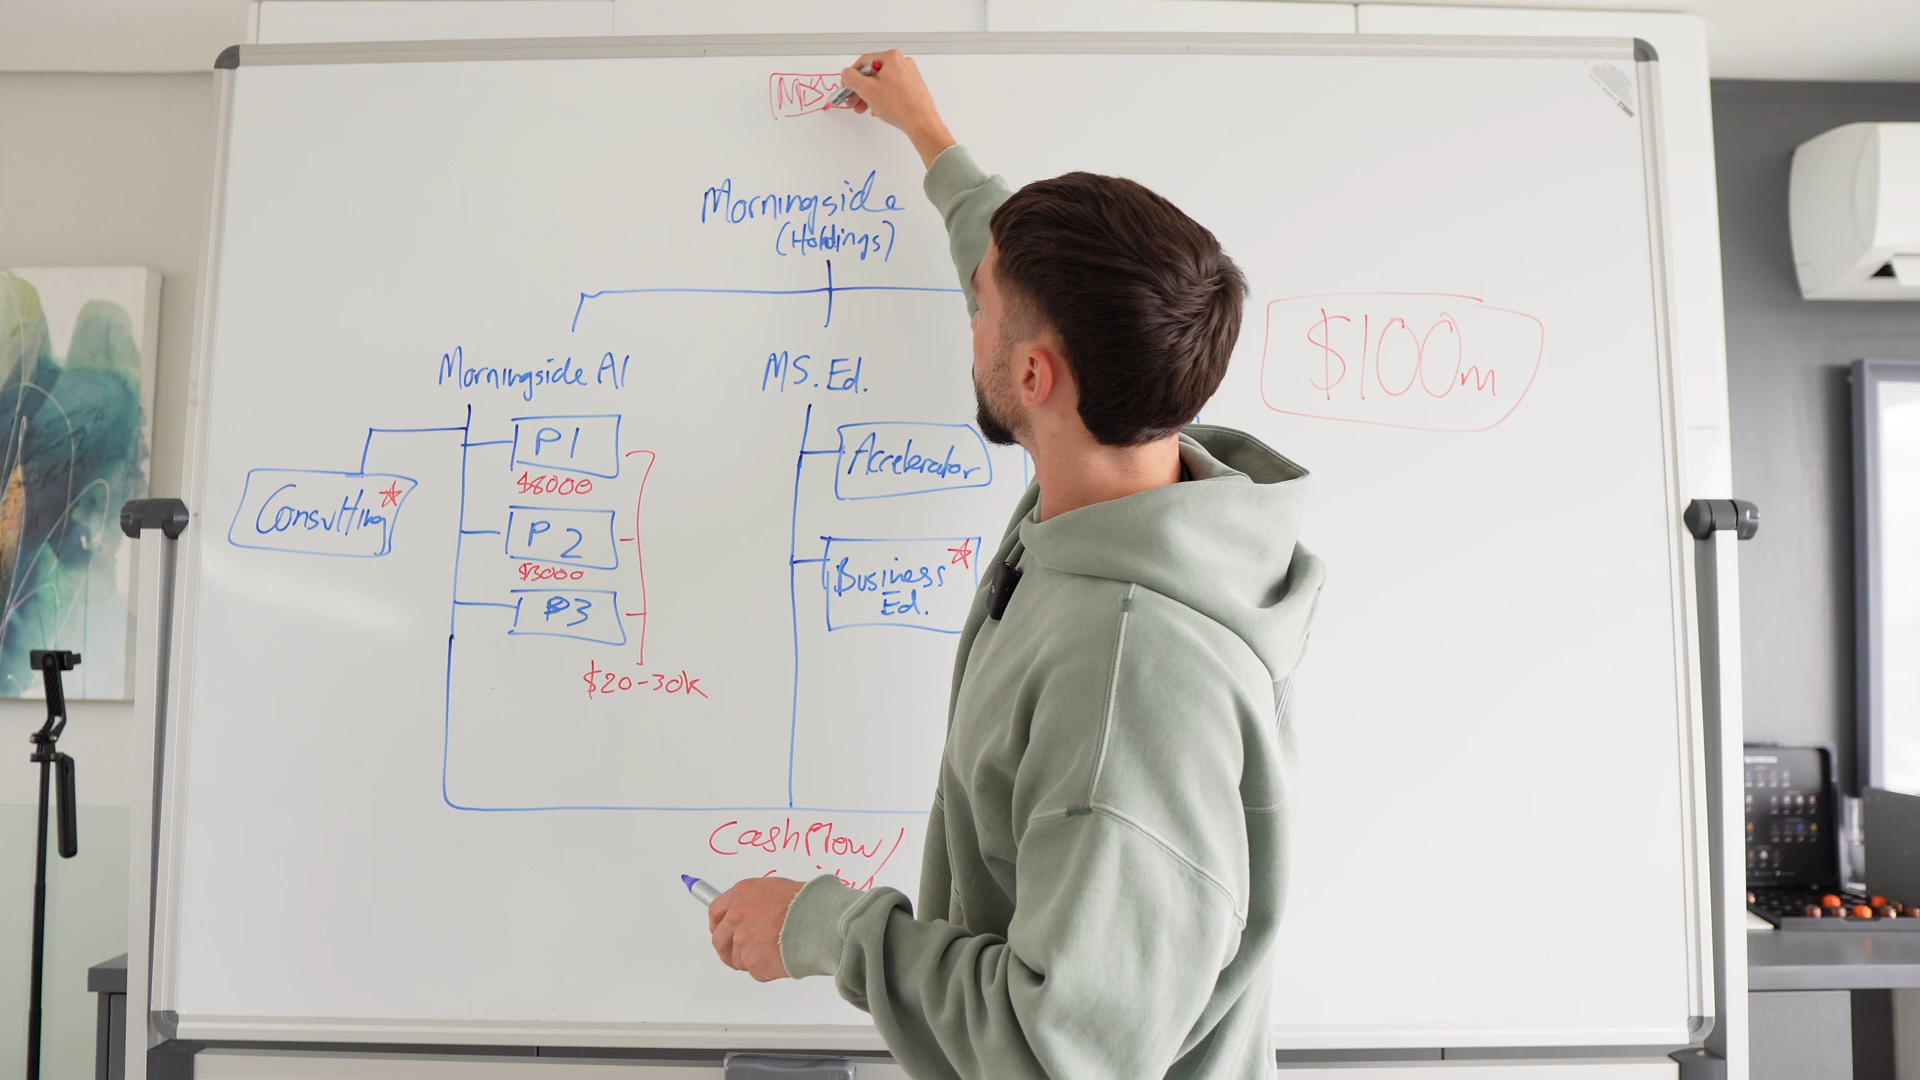 Morningside
(Holdings)
$100m
Morningside AI
MS. Ed.
P1
$8000
Accelerator
Consulting
P2
$3000
Business
Ed.
P3
$20-30k
Cashflow/